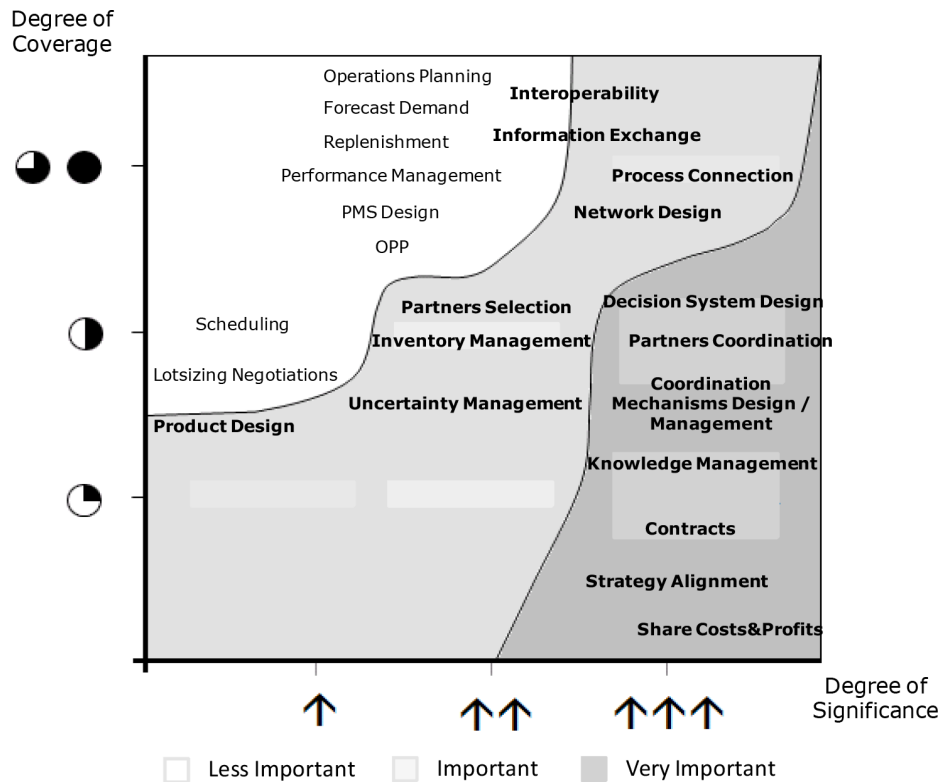 Degree of
Coverage
Operations Planning
Interoperability
Forecast Demand
Information Exchange
Replenishment
Performance Management
Process Connection
PMS Design
Network Design
OPP
Decision System Design
Partners Selection
Scheduling
Inventory Management
Partners Coordination
Lotsizing Negotiations
Coordination
Mechanisms Design /
Management
Uncertainty Management
Product Design
Knowledge Management
Contracts
Strategy Alignment
Share Costs&Profits
Degree of
Significance
Less Important
Important
Very Important